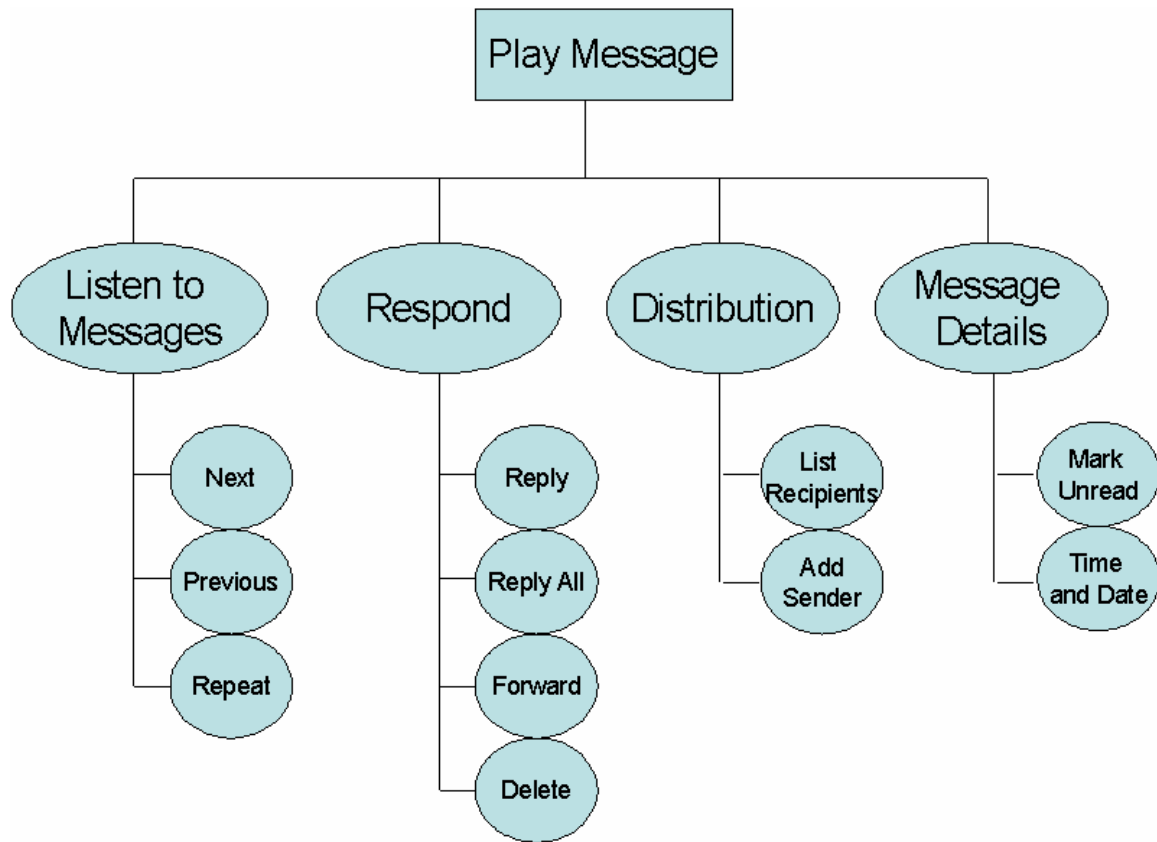 Play Message
Listen to
Messages
Respond
Distribution
Message
Details
Next
Previous
Repeat
Reply
Reply All
Forward
Delete
List
Recipients
Add
Sender
Mark
Unread
Time
and Date